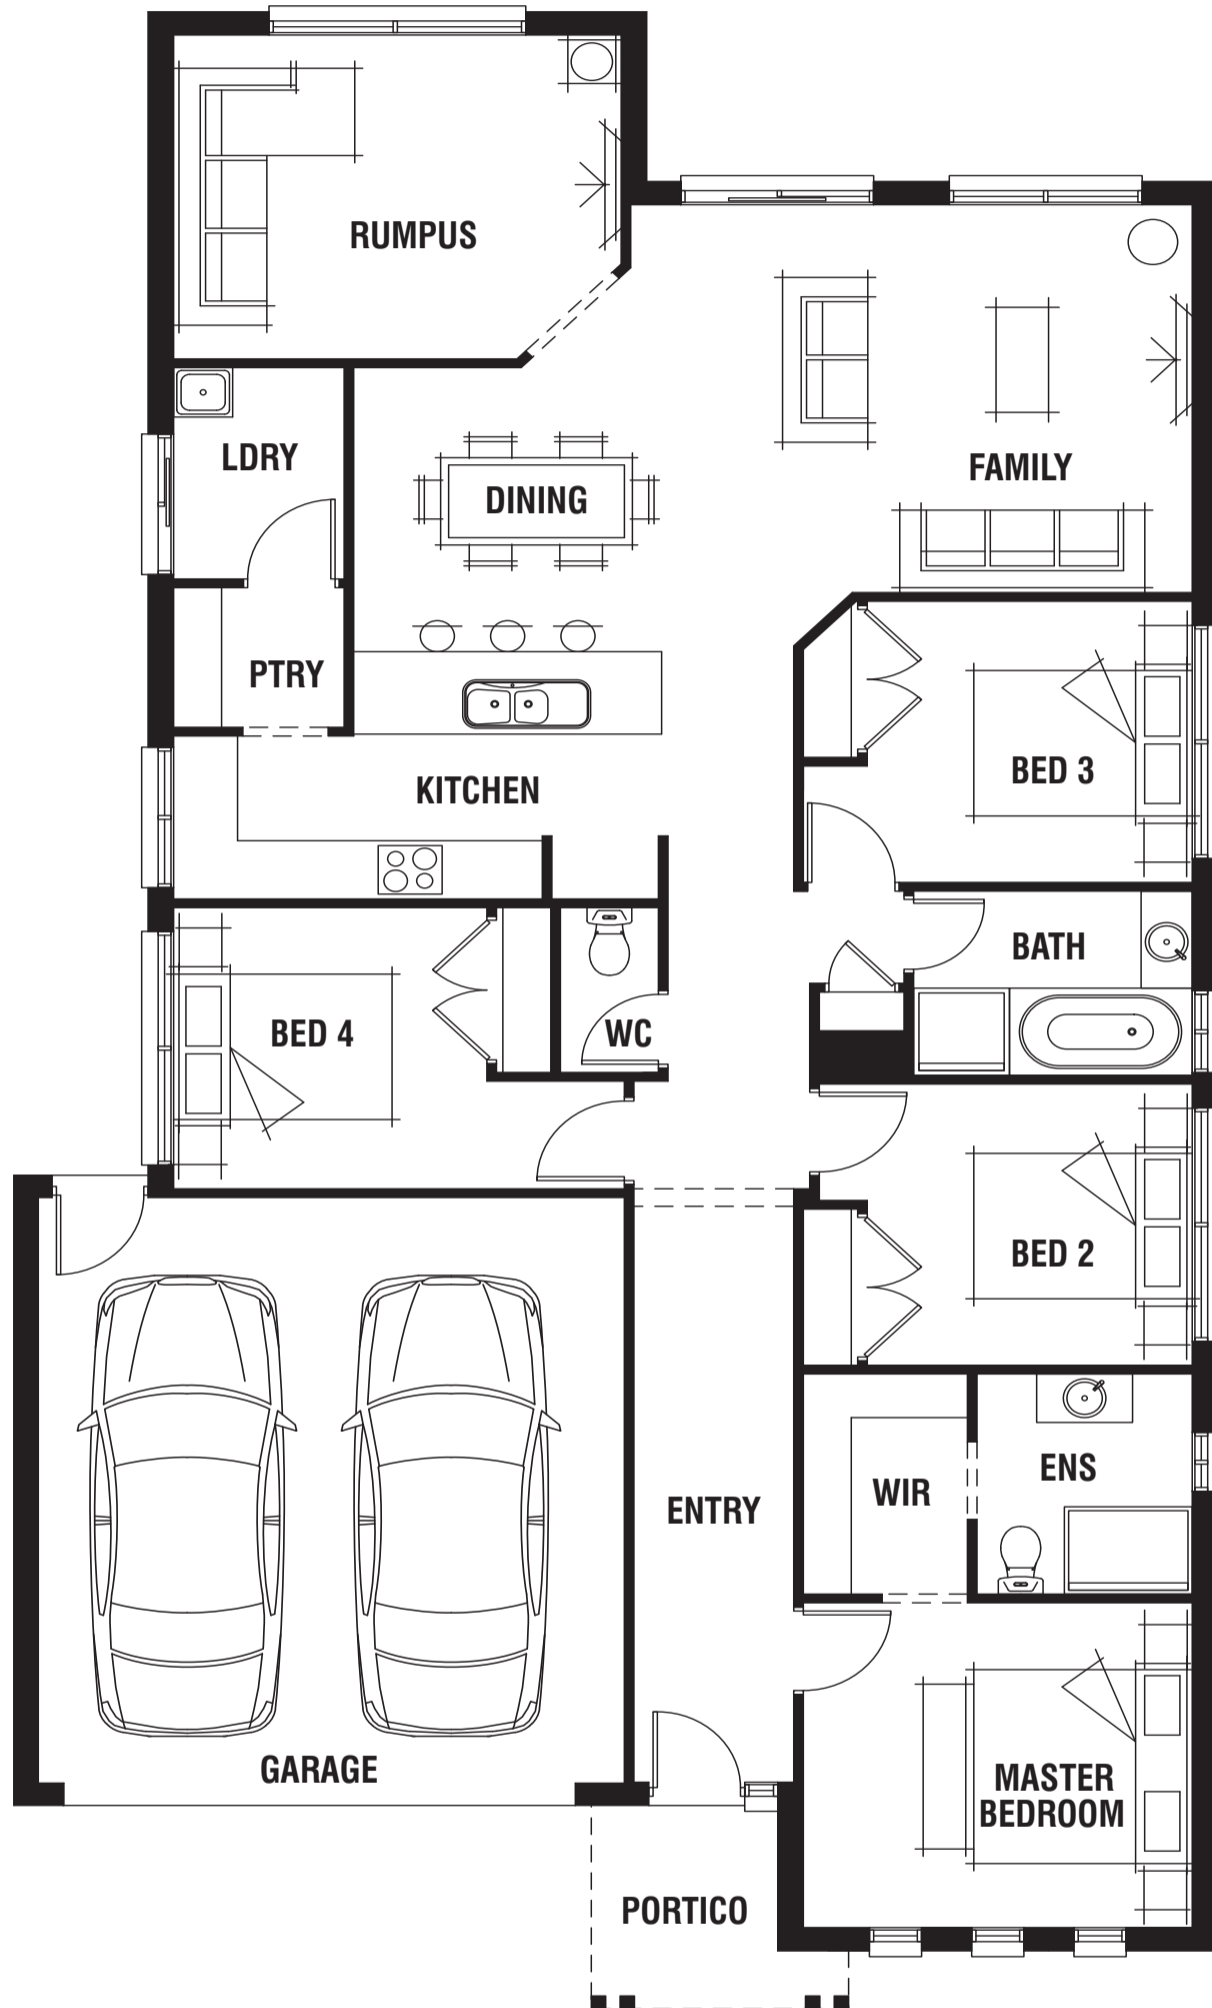 RUMPUS
LDRY
DINING
FAMILY
PTRY
KITCHEN
BED 3
BATH
BED 4
WC
BED 2
ENS
WIR
ENTRY
GARAGE
MASTER
BEDROOM
PORTICO